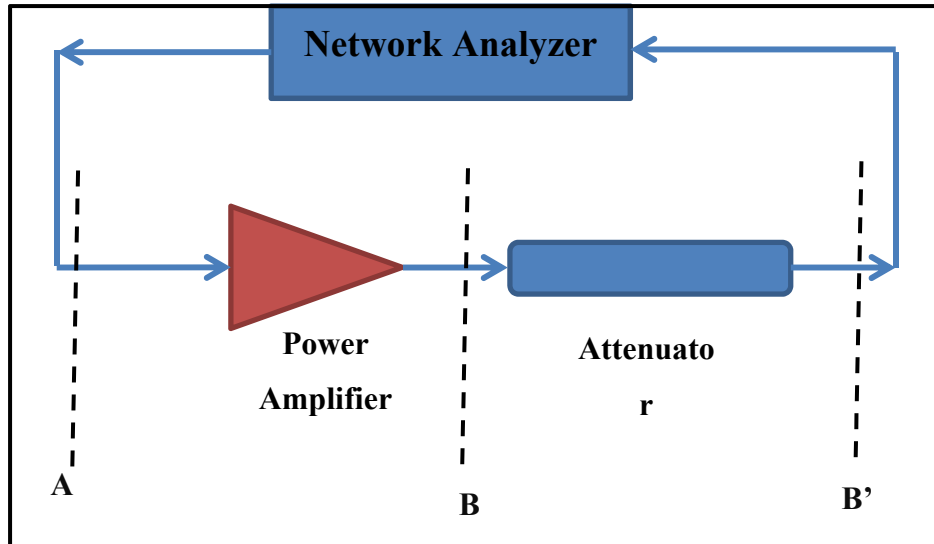 Network Analyzer
Power
Amplifier
Attenuato
r
A
B
B’